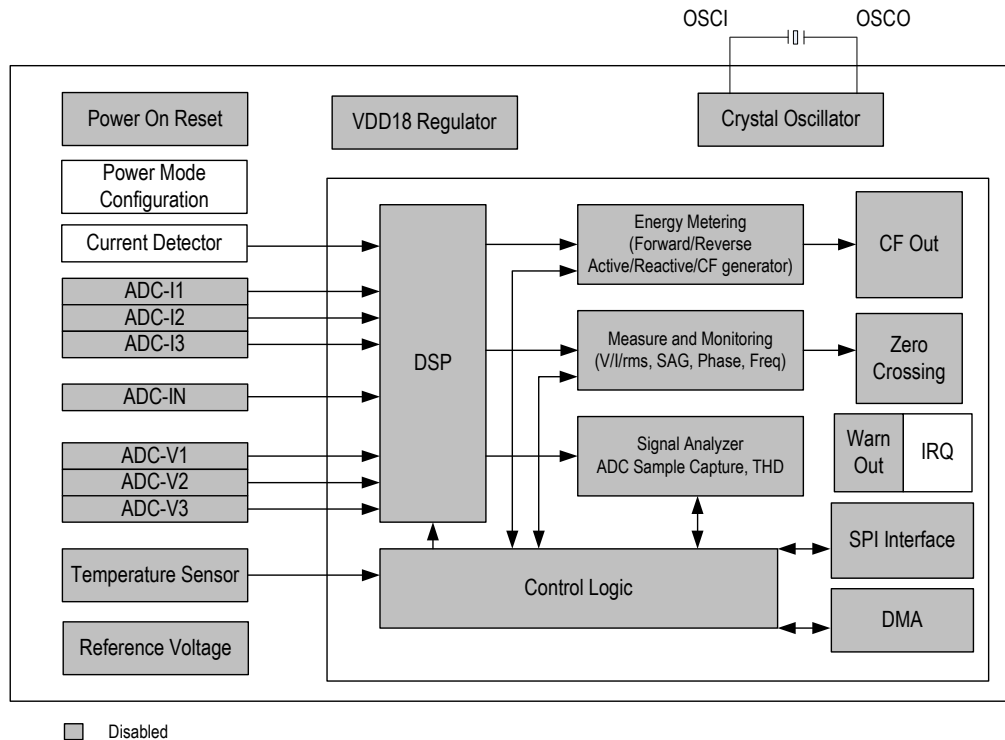 OSCI
OSCO
Power On Reset
VDD18 Regulator
Crystal Oscillator
Power Mode
Configuration
Current Detector
ADC-I1
ADC-I2
ADC-I3
ADC-IN
ADC-V1
ADC-V2
ADC-V3
Temperature Sensor
Reference Voltage
DSP
Energy Metering
(Forward/Reverse
Active/Reactive/CF generator)
CF Out
Measure and Monitoring
(V/I/rms, SAG, Phase, Freq)
Zero
Crossing
Signal Analyzer
ADC Sample Capture, THD
Warn
Out
IRQ
SPI Interface
Control Logic
DMA
Disabled